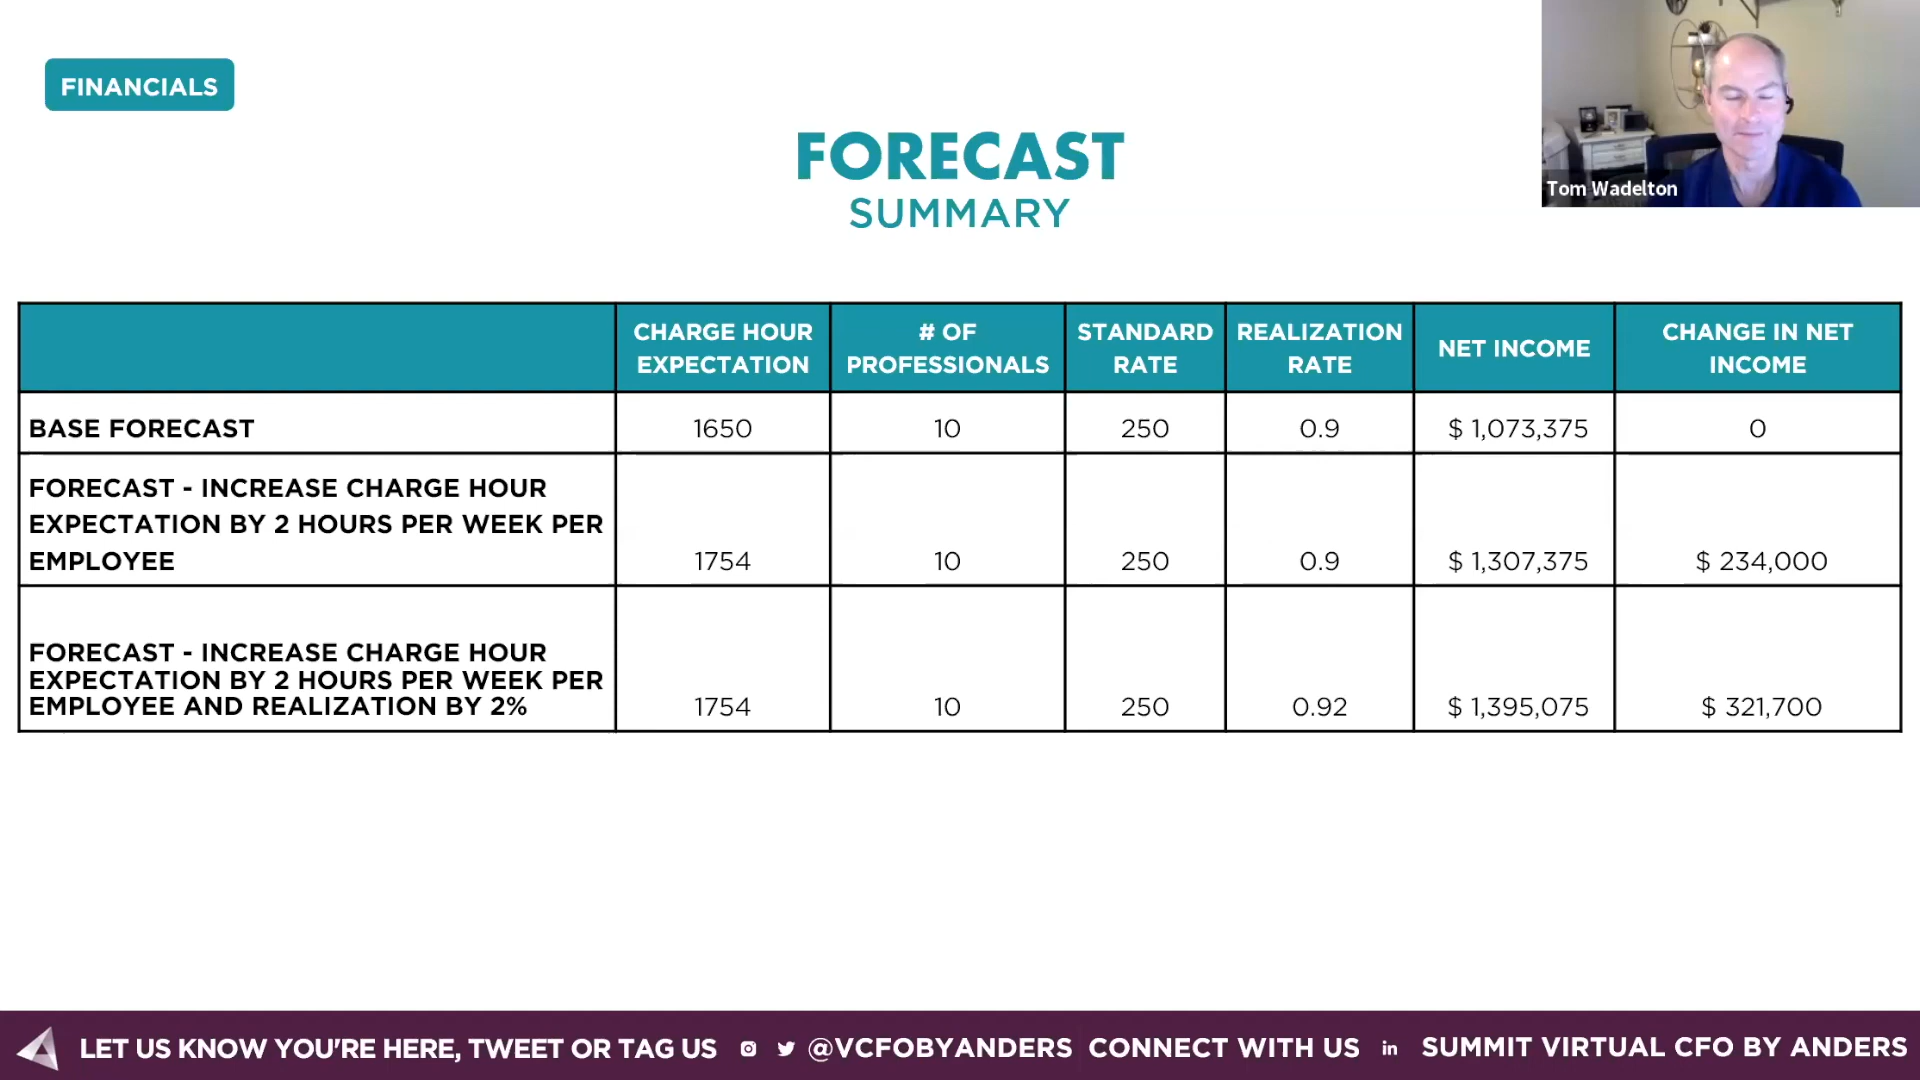 FINANCIALS
Tom Wadelton
FORECAST
SUMMARY
CHARGE HOUR EXPECTATION
# OF PROFESSIONALS
STANDARD RATE
REALIZATION RATE
NET INCOME
CHANGE IN NET INCOME
BASE FORECAST 1650 10 250 0.9 $ 1,073,375 0
FORECAST - INCREASE CHARGE HOUR
EXPECTATION BY 2 HOURS PER WEEK PER
EMPLOYEE 1754 10 250 0.9 $ 1,307,375 $ 234,000
FORECAST - INCREASE CHARGE HOUR
EXPECTATION BY 2 HOURS PER WEEK PER
EMPLOYEE AND REALIZATION BY 2% 1754 10 250 0.92 $ 1,395,075 $ 321,700
LET US KNOW YOU'RE HERE, TWEET OR TAG US @VCFOBYANDERS CONNECT WITH US in SUMMIT VIRTUAL CFO BY ANDERS